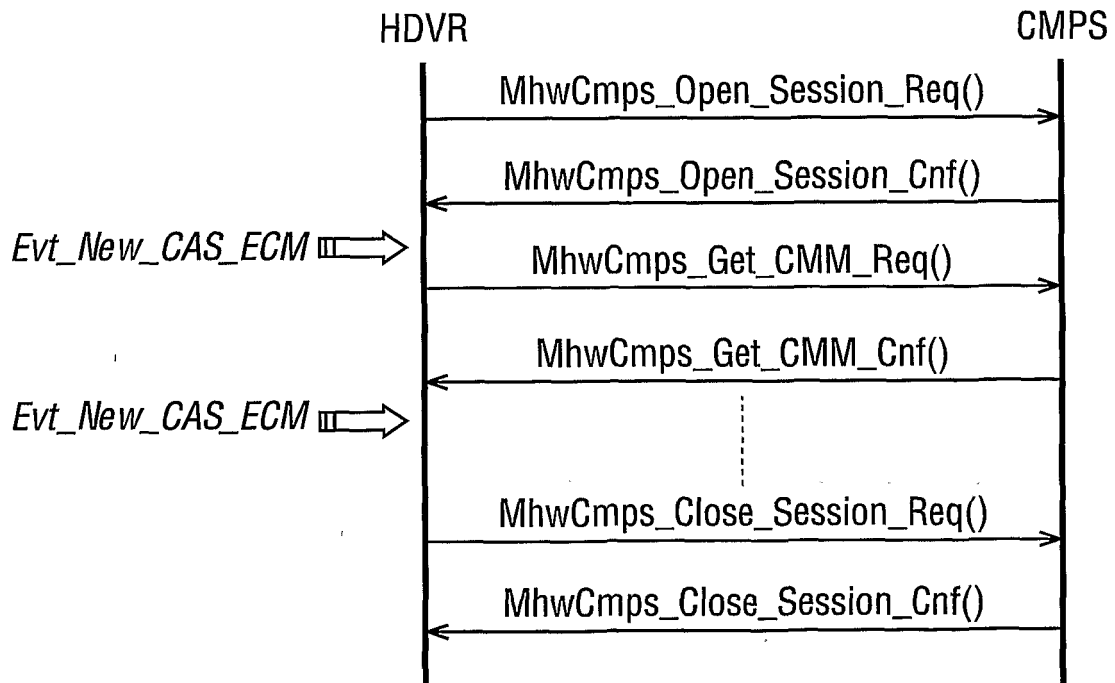 HDVR CMPS
MhwCmps_Open_Session_Req()
MhwCmps_Open_Session_Cnf()
Evt_New_CAS_ECM
MhwCmps_Get_CMM_Req()
MhwCmps_Get_CMM_Cnf()
Evt_New_CAS_ECM
MhwCmps_Close_Session_Req()
MhwCmps_Close_Session_Cnf()